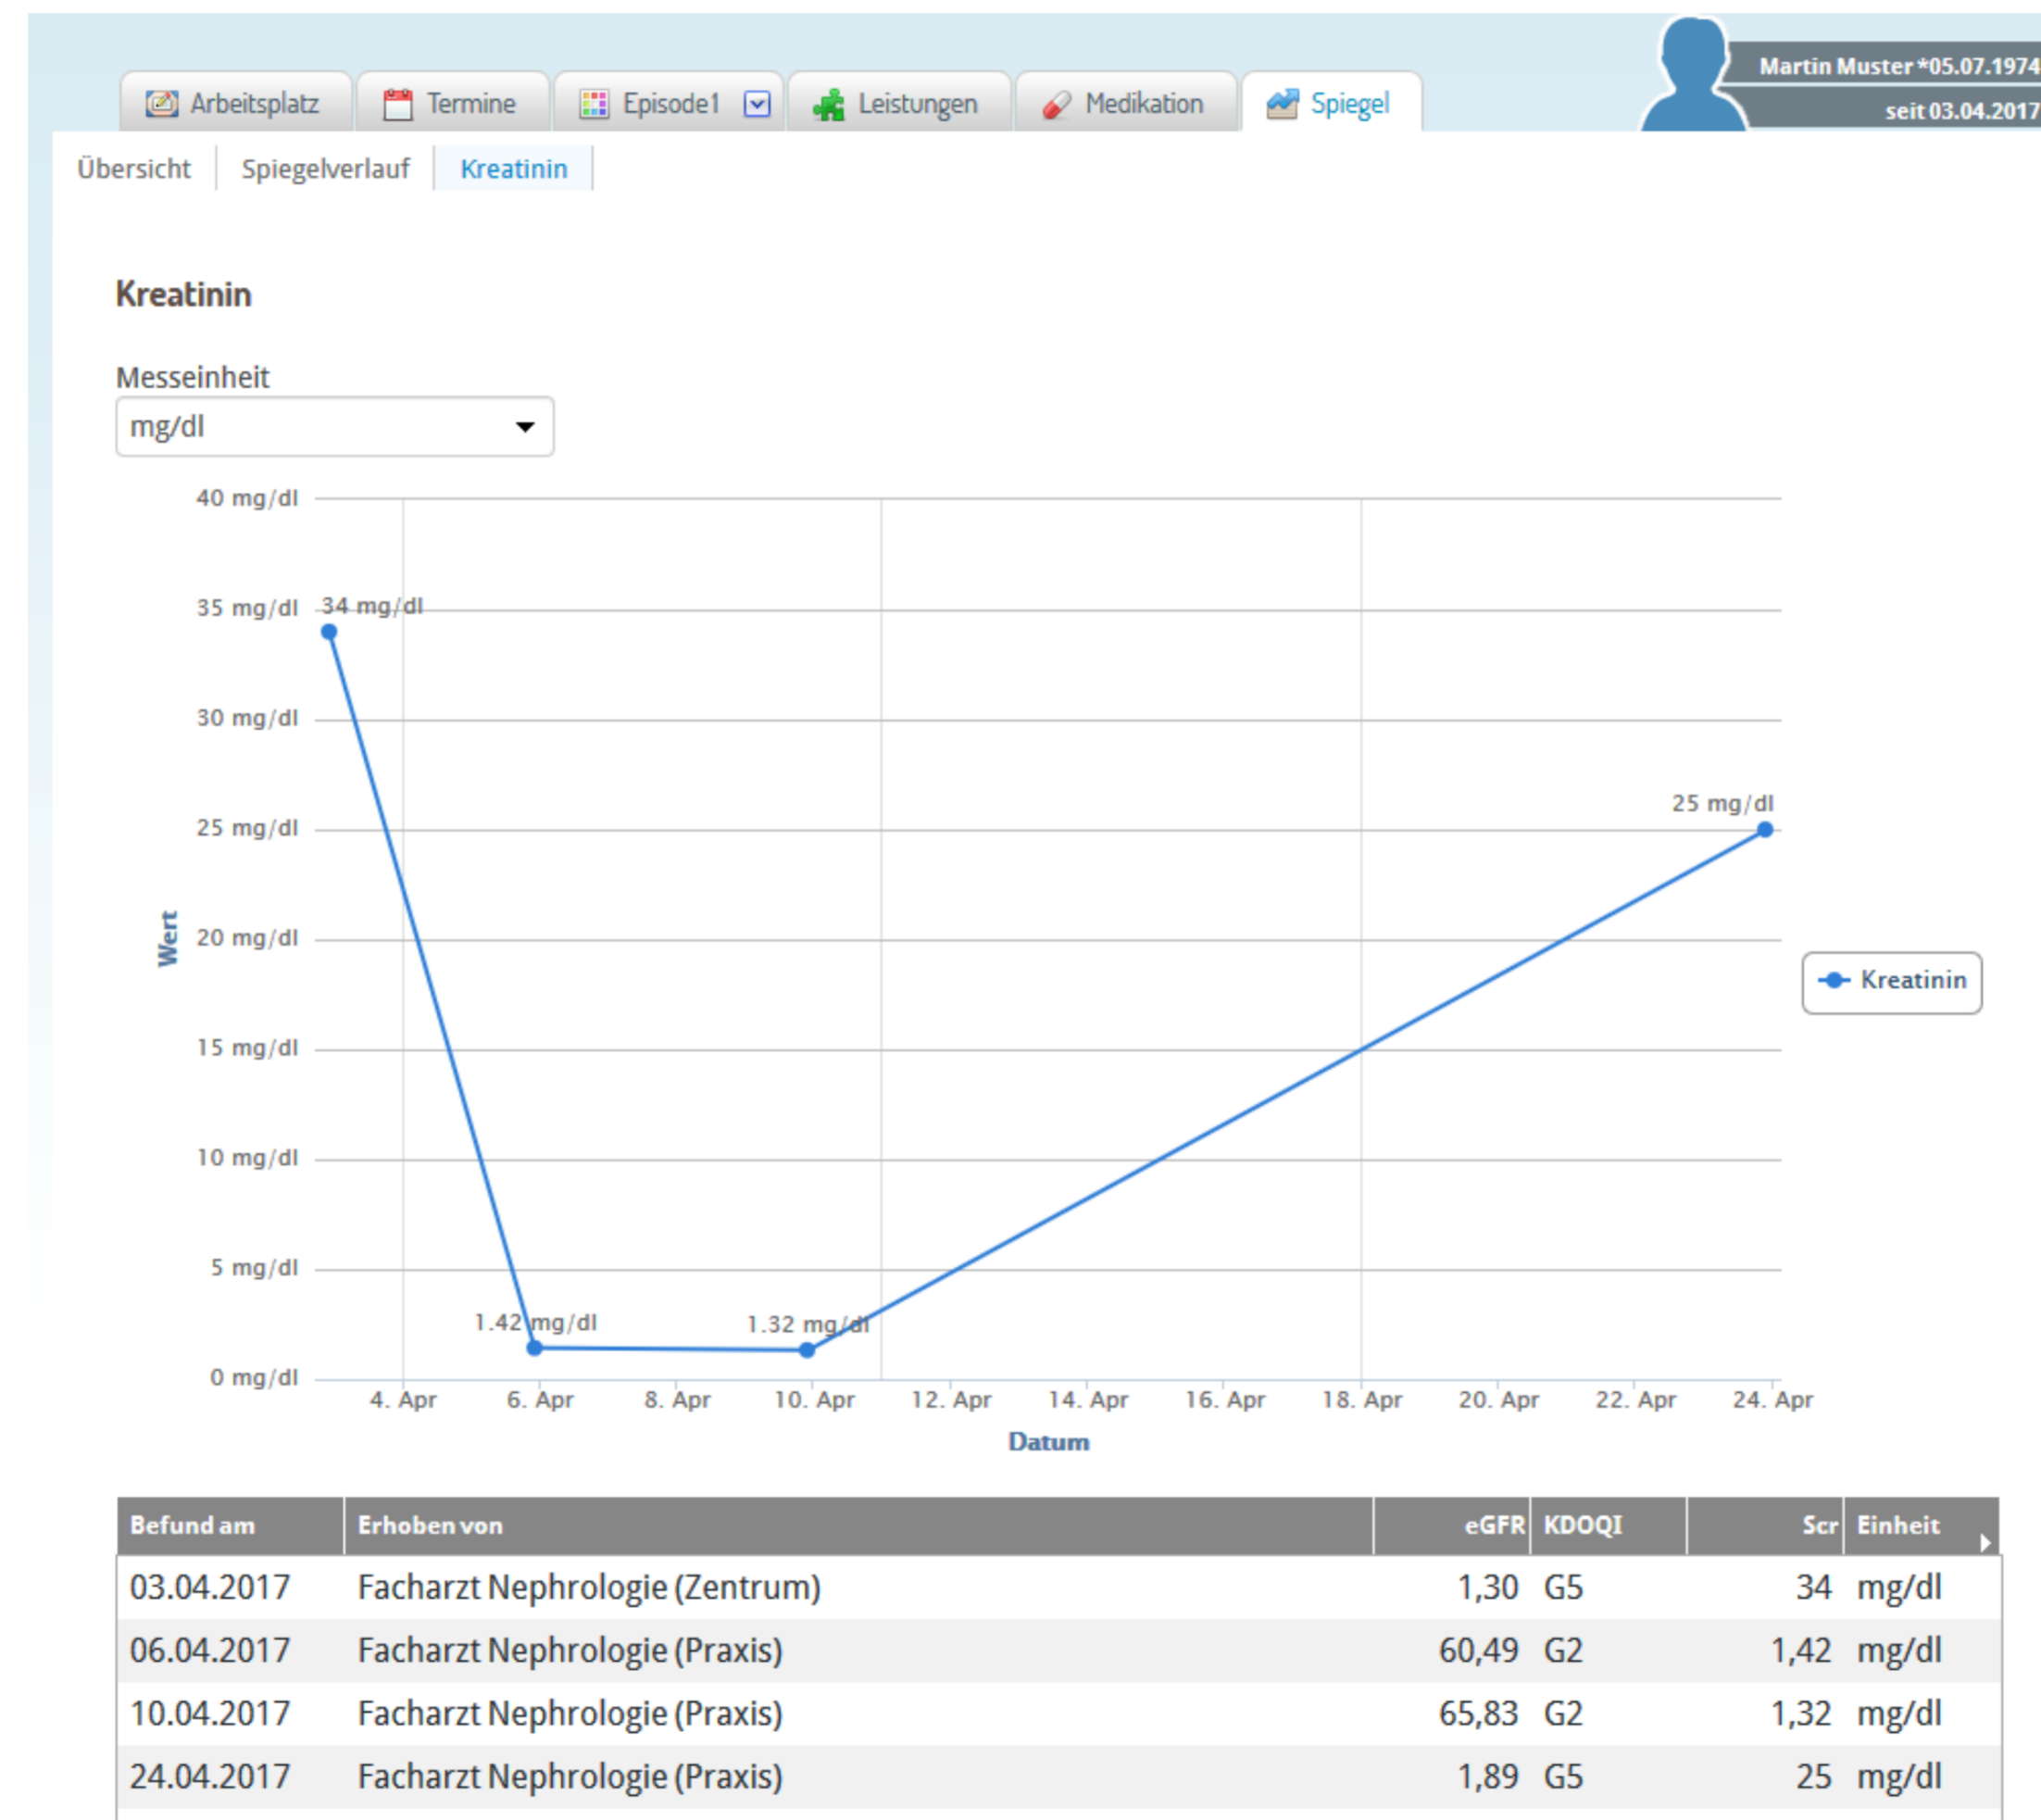 Martin Muster *05.07.1974
seit 03.04.2017
Arbeitsplatz Termine Episode1 Leistungen Medikation Spiegel
Übersicht Spiegelverlauf Kreatinin
Kreatinin
Messeinheit
mg/dl
40 mg/dl
35 mg/dl
34 mg/dl
30 mg/dl
25 mg/dl
25 mg/dl
20 mg/dl
15 mg/dl
10 mg/dl
5 mg/dl
0 mg/dl
Wert
1.42 mg/dl
1.32 mg/dl
Kreatinin
4. Apr 6. Apr 8. Apr 10. Apr 12. Apr 14. Apr 16. Apr 18. Apr 20. Apr 22. Apr 24. Apr
Datum
Befund am Erhoben von eGFR KDOQI Scr Einheit
03.04.2017 Facharzt Nephrologie (Zentrum) 1,30 G5 34 mg/dl
06.04.2017 Facharzt Nephrologie (Praxis) 60,49 G2 1,42 mg/dl
10.04.2017 Facharzt Nephrologie (Praxis) 65,83 G2 1,32 mg/dl
24.04.2017 Facharzt Nephrologie (Praxis) 1,89 G5 25 mg/dl